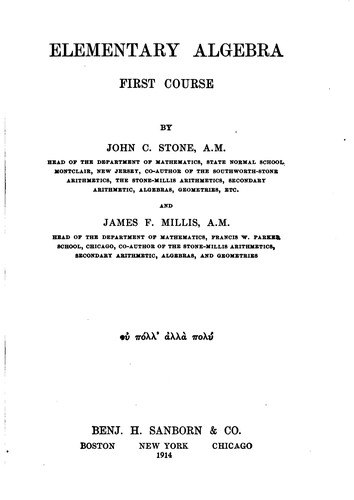 ELEMENTARY ALGEBRA
FIRST COURSE
BY
JOHN C. STONE, A.M.
HEAD OF THE DEPARTMENT OF MATHEMATICS, STATE NORMAL SCHOOL,
MONTCLAIR, NEW JERSEY, CO-AUTHOR OF THE SOUTHWORTH-STONE
ARITHMETICS, THE STONE-MILLIS ARITHMETICS, SECONDARY
ARITHMETIC, ALGEBRAS, GEOMETRIES, ETC.
AND
JAMES F. MILLIS, A.M.
HEAD OF THE DEPARTMENT OF MATHEMATICS, FRANCIS W. PARKER
SCHOOL, CHICAGO, CO-AUTHOR OF THE STONE-MILLIS ARITHMETICS,
SECONDARY ARITHMETIC, ALGEBRAS, AND GEOMETRIES
οὐ πόλλ' ἀλλὰ πολύ
BENJ. H. SANBORN & CO.
BOSTON NEW YORK CHICAGO
1914